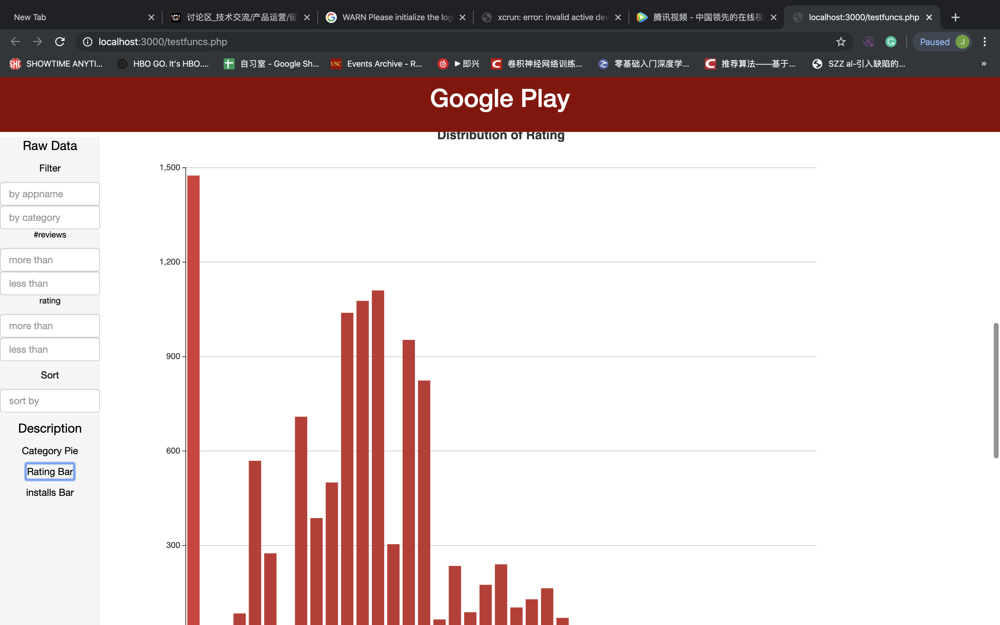 New Tab
讨论区_技术交流/产品运营/留
WARN Please initialize the log
xcrun: error: invalid active dev
腾讯视频 - 中国领先的在线视
localhost:3000/testfuncs.php
localhost:3000/testfuncs.php
Paused J
SHO SHOWTIME ANYTI...
HBO GO. It’s HBO....
自习室 - Google Sh...
USC Events Archive - R...
▶即兴
卷积神经网络训练...
零基础入门深度学...
推荐算法——基于...
SZZ al-引入缺陷的...
»
Google Play
Distribution of Rating
Raw Data
Filter
by appname
by category
#reviews
more than
less than
rating
more than
less than
Sort
sort by
Description
Category Pie
Rating Bar
installs Bar
1,500
1,200
900
600
300